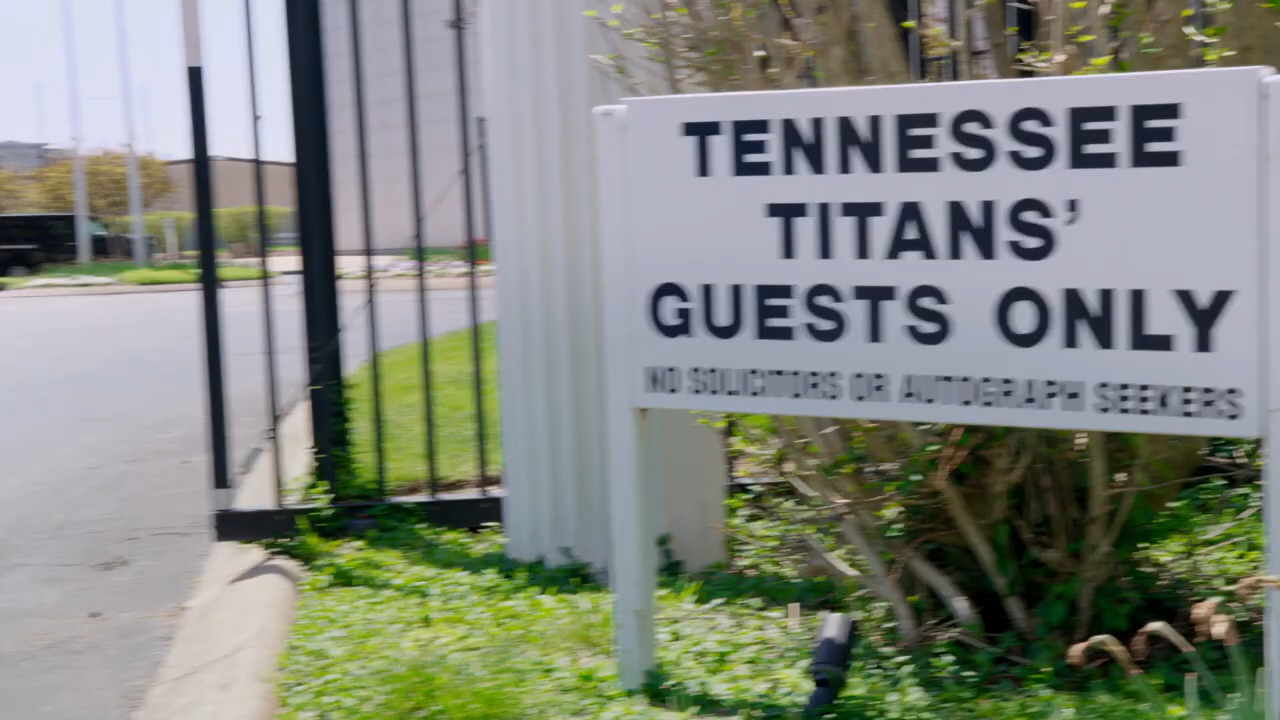 TENNESSEE
TITANS’
GUESTS ONLY
NO SOLICITORS OR AUTOGRAPH SEEKERS